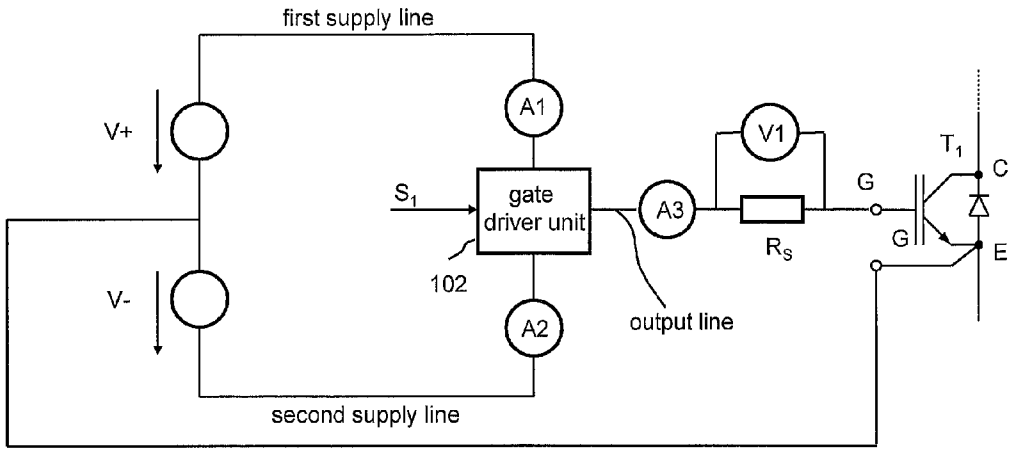 first supply line
A1
V+
V1
T1
C
S1
gate
driver unit
A3
G
G
RS
E
102
V-
A2
output line
second supply line